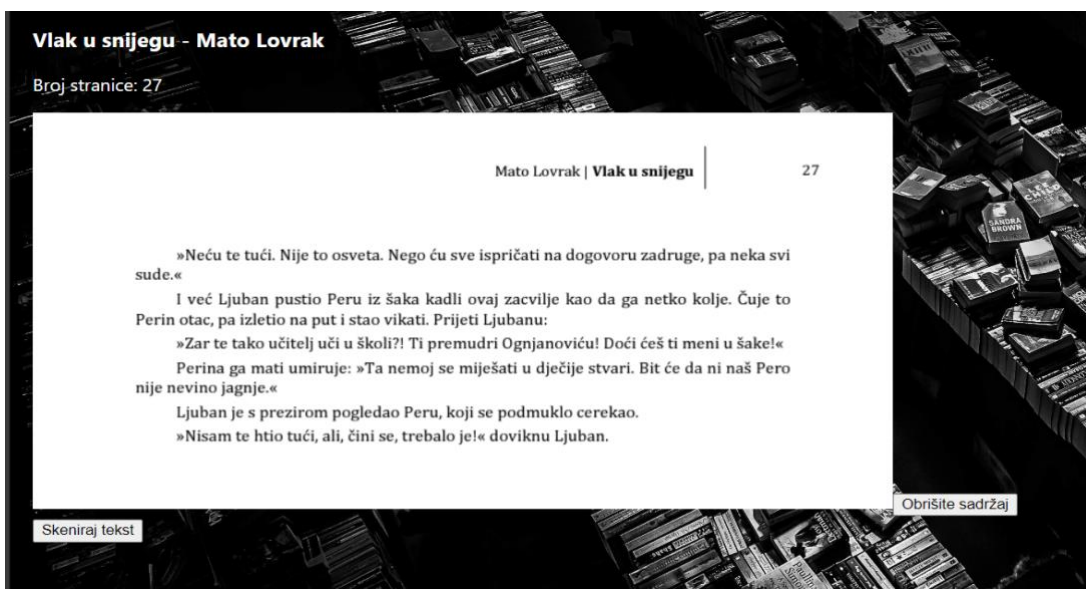 Vlak u snijegu - Mato Lovrak
Broj stranice: 27
Mato Lovrak | Vlak u snijegu 27
»Neću te tući. Nije to osveta. Nego ću sve ispričati na dogovoru zadruge, pa neka svi
sude.«
I već Ljuban pustio Peru iz šaka kadli ovaj zacvilje kao da ga netko kolje. Čuje to
Perin otac, pa izletio na put i stao vikati. Prijeti Ljubanu:
»Zar te tako učitelj uči u školi?! Ti premudri Ognjanoviću! Doći ćeš ti meni u šake!«
Perina ga mati umiruje: »Ta nemoj se miješati u dječije stvari. Bit će da ni naš Pero
nije nevino jagnje.«
Ljuban je s prezirom pogledao Peru, koji se podmuklo cerekao.
»Nisam te htio tući, ali, čini se, trebalo je!« doviknu Ljuban.
Obrišite sadržaj
Skeniraj tekst
LEE
CHILD
SANDRA
BROWN